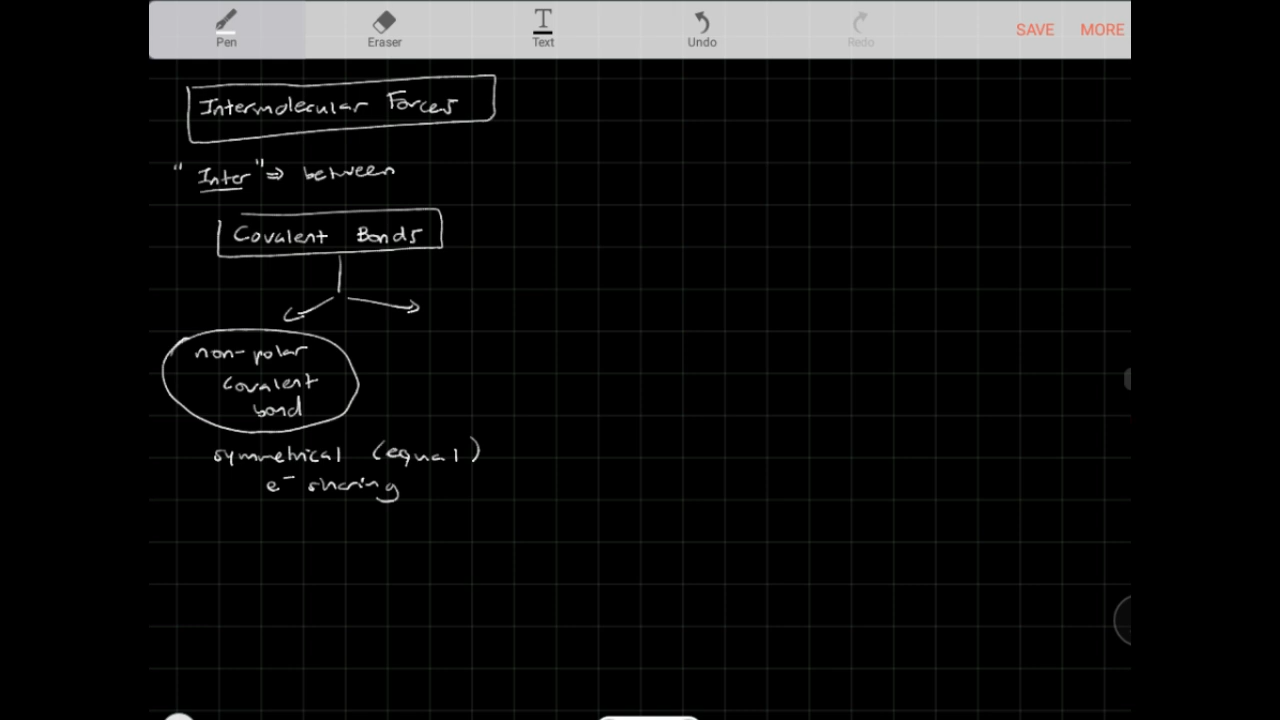 Pen
Eraser
Text
Undo
Redo
SAVE
MORE
Intermolecular Forces
"Inter" ⇒ between
Covalent Bonds
non-polar
covalent
bond
symmetrical (equal)
e⁻ sharing